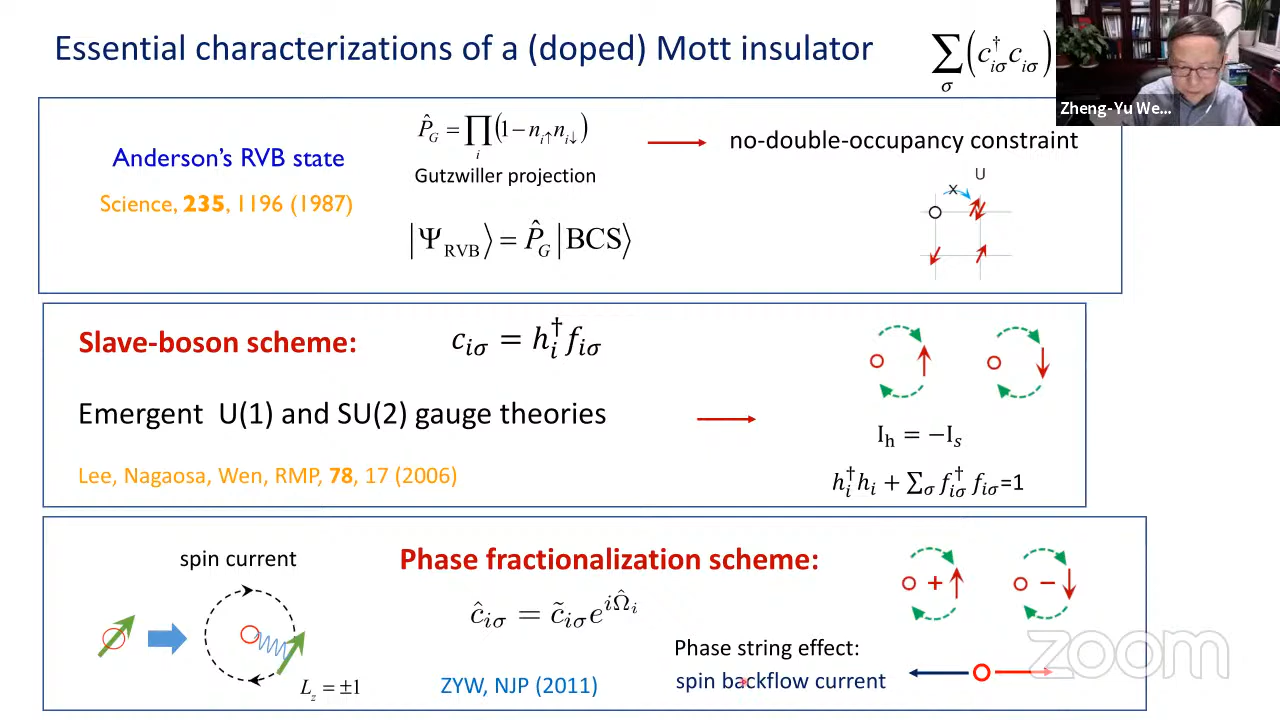 Essential characterizations of a (doped) Mott insulator
∑σ (c†iσ ciσ)
Zheng-Yu We...
Anderson's RVB state
Science, 235, 1196 (1987)
P̂G = ∏i (1 − ni↑ni↓)
Gutzwiller projection
|ΨRVB⟩ = P̂G |BCS⟩
no-double-occupancy constraint
U
x
Slave-boson scheme:
ciσ = h†i fiσ
Emergent U(1) and SU(2) gauge theories
Lee, Nagaosa, Wen, RMP, 78, 17 (2006)
Ih = −Is
h†i hi + ∑σ f†iσ fiσ=1
spin current
Lz = ±1
Phase fractionalization scheme:
ĉiσ = c̃iσ e^iΩ̂i
ZYW, NJP (2011)
+
−
Phase string effect:
spin backflow current
zoom